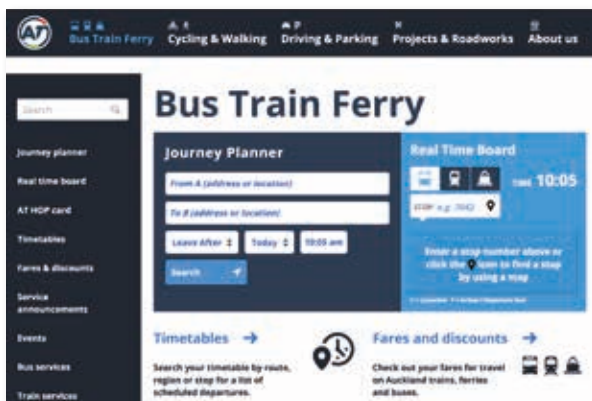 AT
Bus Train Ferry
Cycling & Walking
Driving & Parking
Projects & Roadworks
About us
Search
Journey planner
Real time board
AT HOP card
Timetables
Fares & discounts
Service
announcements
Events
Bus services
Train services
Bus Train Ferry
Journey Planner
From A (address or location)
To B (address or location)
Leave After
Today
10:05 am
Search
Real Time Board
TIME 10:05
STOP e.g. 7042
Enter a stop number above or
click the icon to find a stop
by using a map
Timetables
Search your timetable by route,
region or stop for a list of
scheduled departures.
Fares and discounts
Check out your fares for travel
on Auckland trains, ferries
and buses.